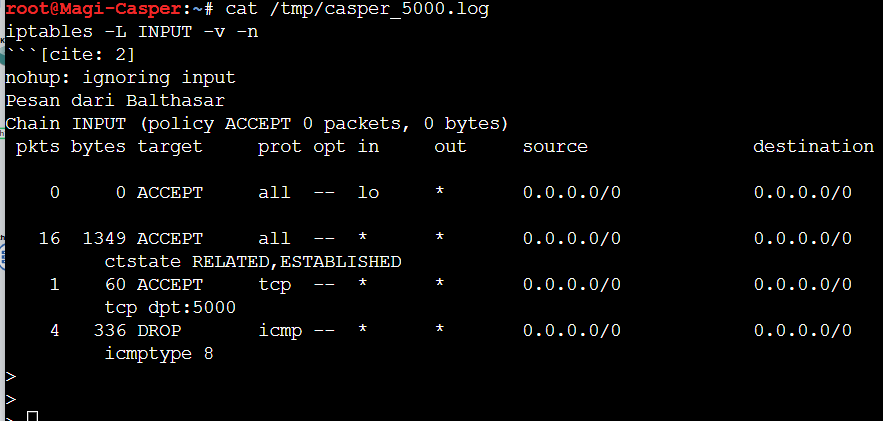 root@Magi-Casper:~# cat /tmp/casper_5000.log
iptables -L INPUT -v -n
```[cite: 2]
nohup: ignoring input
Pesan dari Balthasar
Chain INPUT (policy ACCEPT 0 packets, 0 bytes)
 pkts bytes target     prot opt in     out     source               destination
    0     0 ACCEPT     all  --  lo     *       0.0.0.0/0            0.0.0.0/0
   16  1349 ACCEPT     all  --  *      *       0.0.0.0/0            0.0.0.0/0
         ctstate RELATED,ESTABLISHED
    1    60 ACCEPT     tcp  --  *      *       0.0.0.0/0            0.0.0.0/0
         tcp dpt:5000
    4   336 DROP       icmp --  *      *       0.0.0.0/0            0.0.0.0/0
         icmptype 8
>
>
>